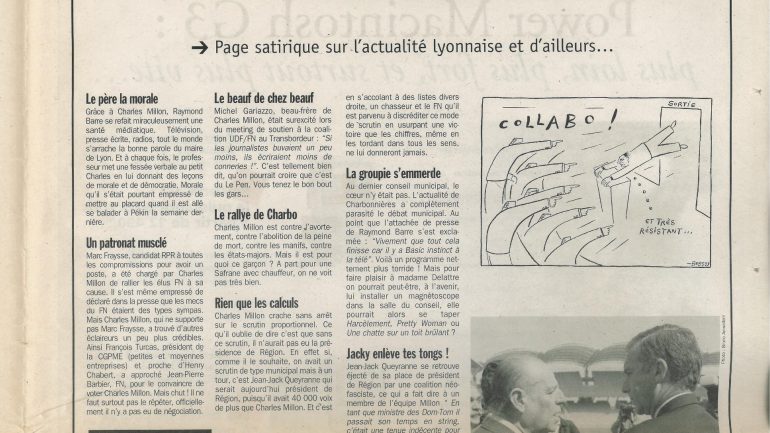 Power Macintosh G3 :
plus loin, plus fort et surtout plus vite.
→ Page satirique sur l'actualité lyonnaise et d'ailleurs...
Le père la morale
Grâce à Charles Millon, Raymond
Barre se refait miraculeusement une
santé médiatique. Télévision,
presse écrite, radios, tout le monde
s'arrache la bonne parole du maire
de Lyon. Et à chaque fois, le profes-
seur met une fessée verbale au petit
Charles en lui donnant des leçons
de morale et de démocratie. Morale
qu'il s'était pourtant empressé de
mettre au placard quand il est allé
se balader à Pékin la semaine der-
nière.
Un patronat musclé
Marc Fraysse, candidat RPR à toutes
les compromissions pour avoir un
poste, a été chargé par Charles
Millon de rallier les élus FN à sa
cause. Il s'est même empressé de
déclaré dans la presse que les mecs
du FN étaient des types sympas.
Mais Charles Millon, qui ne supporte
pas Marc Fraysse, a trouvé d'autres
éclaireurs un peu plus crédibles.
Ainsi François Turcas, président de
la CGPME (petites et moyennes
entreprises) et proche d'Henry
Chabert, a approché Jean-Pierre
Barbier, FN, pour le convaincre de
voter Charles Millon. Mais chut ! Il ne
faut surtout pas le répéter, officielle-
ment il n'y a pas eu de négociation.
Le beauf de chez beauf
Michel Gariazzo, beau-frère de
Charles Millon, était surexcité lors
du meeting de soutien à la coalition
UDF/FN au Transbordeur : "Si
les journalistes buvaient un peu
moins, ils écriraient moins de
conneries !". C'est tellement bien
dit, qu'on pourrait croire que c'est
du Le Pen. Vous tenez le bon bout
les gars...
Le rallye de Charbo
Charles Millon est contre l'avorte-
ment, contre l'abolition de la peine
de mort, contre les manifs, contre
les états-majors. Mais il est pour
quoi ce garçon ? A part pour une
Safrane avec chauffeur, on ne voit
pas très bien.
Rien que les calculs
Charles Millon crache sans arrêt
sur le scrutin proportionnel. Ce
qu'il oublie de dire c'est que sans
ce scrutin, il n'aurait pas eu la prési-
dence de Région. En effet si,
comme il le souhaite, on avait un
scrutin de type municipal mais à un
tour, c'est Jean-Jack Queyranne qui
serait aujourd'hui président de
Région, puisqu'il avait 40 000 voix
de plus que Charles Millon. Et c'est
en s'accolant à des listes divers
droite, un chasseur et le FN qu'il
est parvenu à discréditer ce mode
de scrutin en usurpant une victoire
que les chiffres, même en
les tordant dans tous les sens,
ne lui donneront jamais.
La groupie s'emmerde
Au dernier conseil municipal, le
cœur n'y était pas. L'actualité de
Charbonnières a complètement
parasité le débat municipal. Au
point que l'attachée de presse
de Raymond Barre s'est excla-
mée : "Vivement que tout cela
finisse car il y a Basic instinct à
la télé". Voilà un programme net-
tement plus torride ! Mais pour
faire plaisir à madame Delattre
on pourrait peut-être, à l'avenir,
lui installer un magnétoscope
dans la salle du conseil, elle
pourrait alors se taper
Harcèlement, Pretty Woman ou
Une chatte sur un toit brûlant ?
Jacky enlève tes tongs !
Jean-Jack Queyranne se retrouve
éjecté de sa place de président
de Région par une coalition néo-
fasciste, ce qui a fait dire à un
membre de l'équipe Millon " En
tant que ministre des Dom-Tom il
passait son temps en string,
c'était une tenue indécente pour
COLLABO !
SORTIE
ET TRÈS
RÉSISTANT...